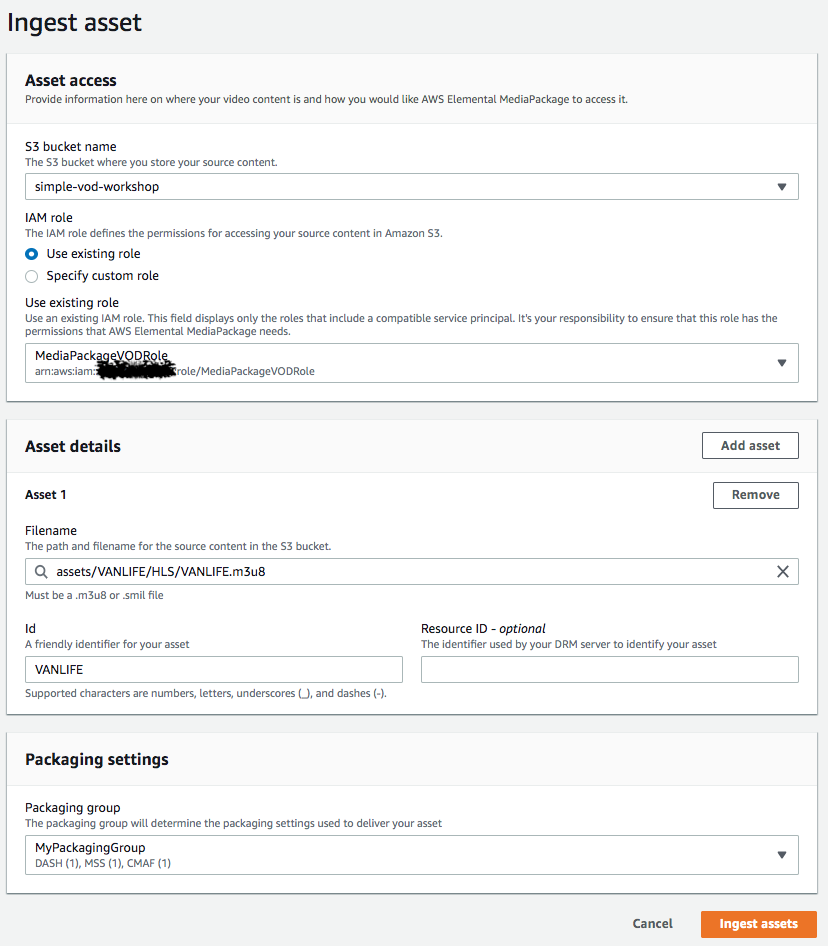 Ingest asset
Asset access
Provide information here on where your video content is and how you would like AWS Elemental MediaPackage to access it.
S3 bucket name
The S3 bucket where you store your source content.
simple-vod-workshop
IAM role
The IAM role defines the permissions for accessing your source content in Amazon S3.
Use existing role
Specify custom role
Use existing role
Use an existing IAM role. This field displays only the roles that include a compatible service principal. It's your responsibility to ensure that this role has the
permissions that AWS Elemental MediaPackage needs.
MediaPackageVODRole
arn:aws:iam: role/MediaPackageVODRole
Asset details
Add asset
Asset 1
Remove
Filename
The path and filename for the source content in the S3 bucket.
assets/VANLIFE/HLS/VANLIFE.m3u8
Must be a .m3u8 or .smil file
Id
Resource ID - optional
A friendly identifier for your asset
The identifier used by your DRM server to identify your asset
VANLIFE
Supported characters are numbers, letters, underscores (_), and dashes (-).
Packaging settings
Packaging group
The packaging group will determine the packaging settings used to deliver your asset
MyPackagingGroup
DASH (1), MSS (1), CMAF (1)
Cancel
Ingest assets